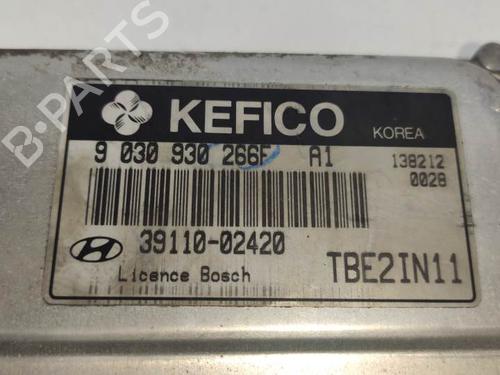 B-PARTS
KEFICO
KOREA
9 030 930 266F A1
138212
0028
39110-02420
Licence Bosch
TBE2IN11